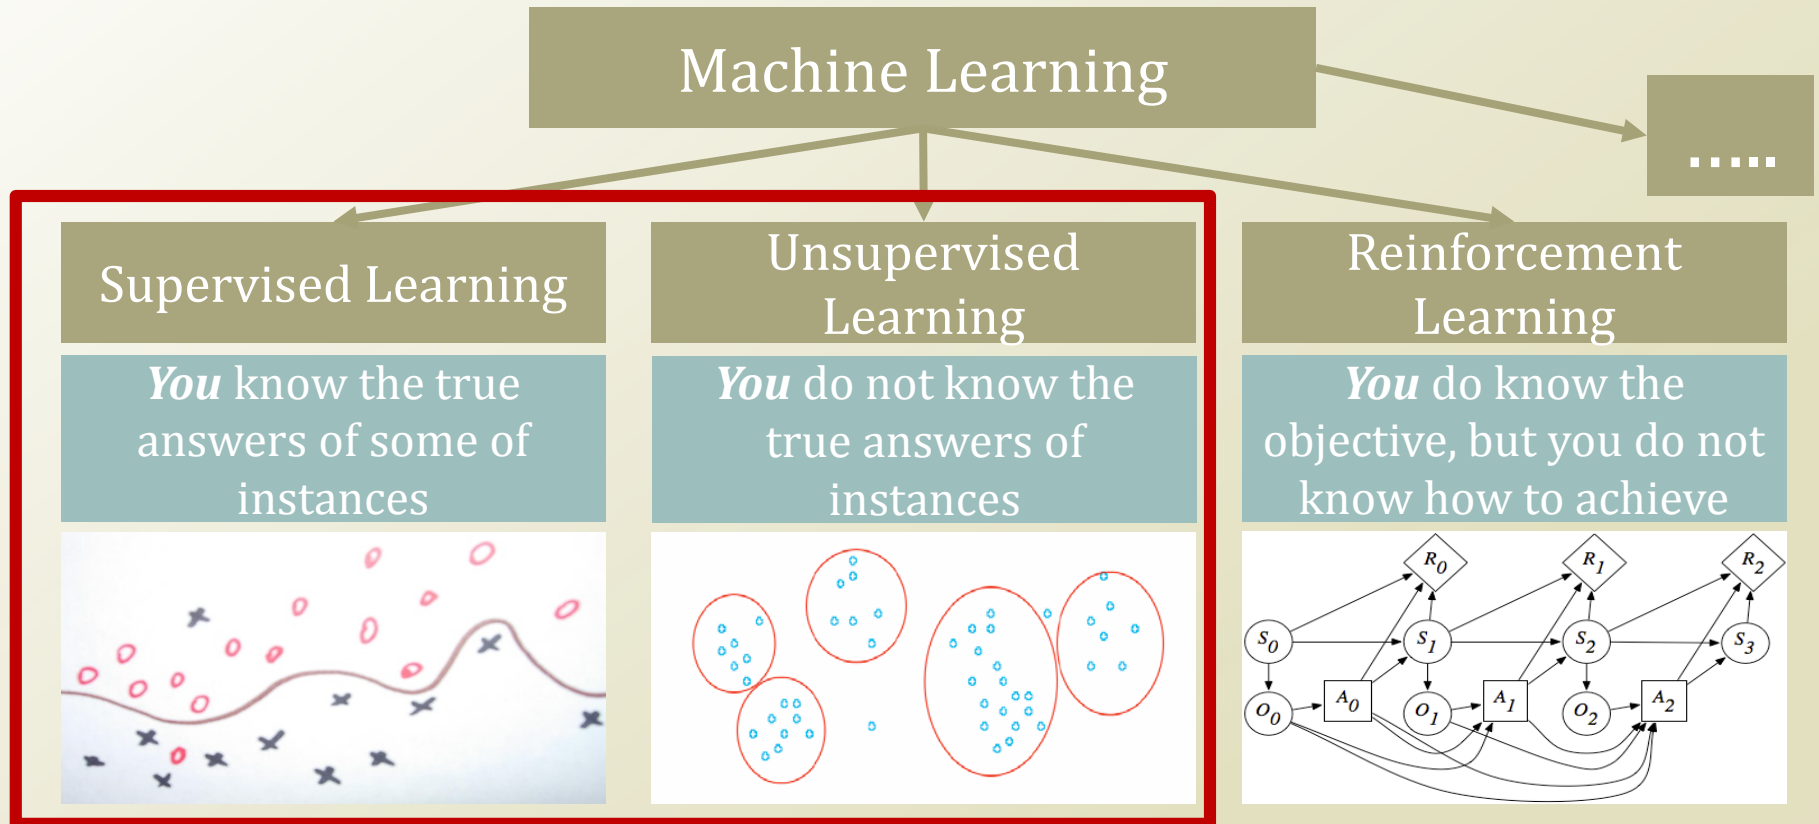 Machine Learning
.....
Supervised Learning
Unsupervised
Learning
Reinforcement
Learning
You know the true
answers of some of
instances
You do not know the
true answers of
instances
You do know the
objective, but you do not
know how to achieve
R0
R1
R2
S0
S1
S2
S3
A0
A1
A2
O0
O1
O2